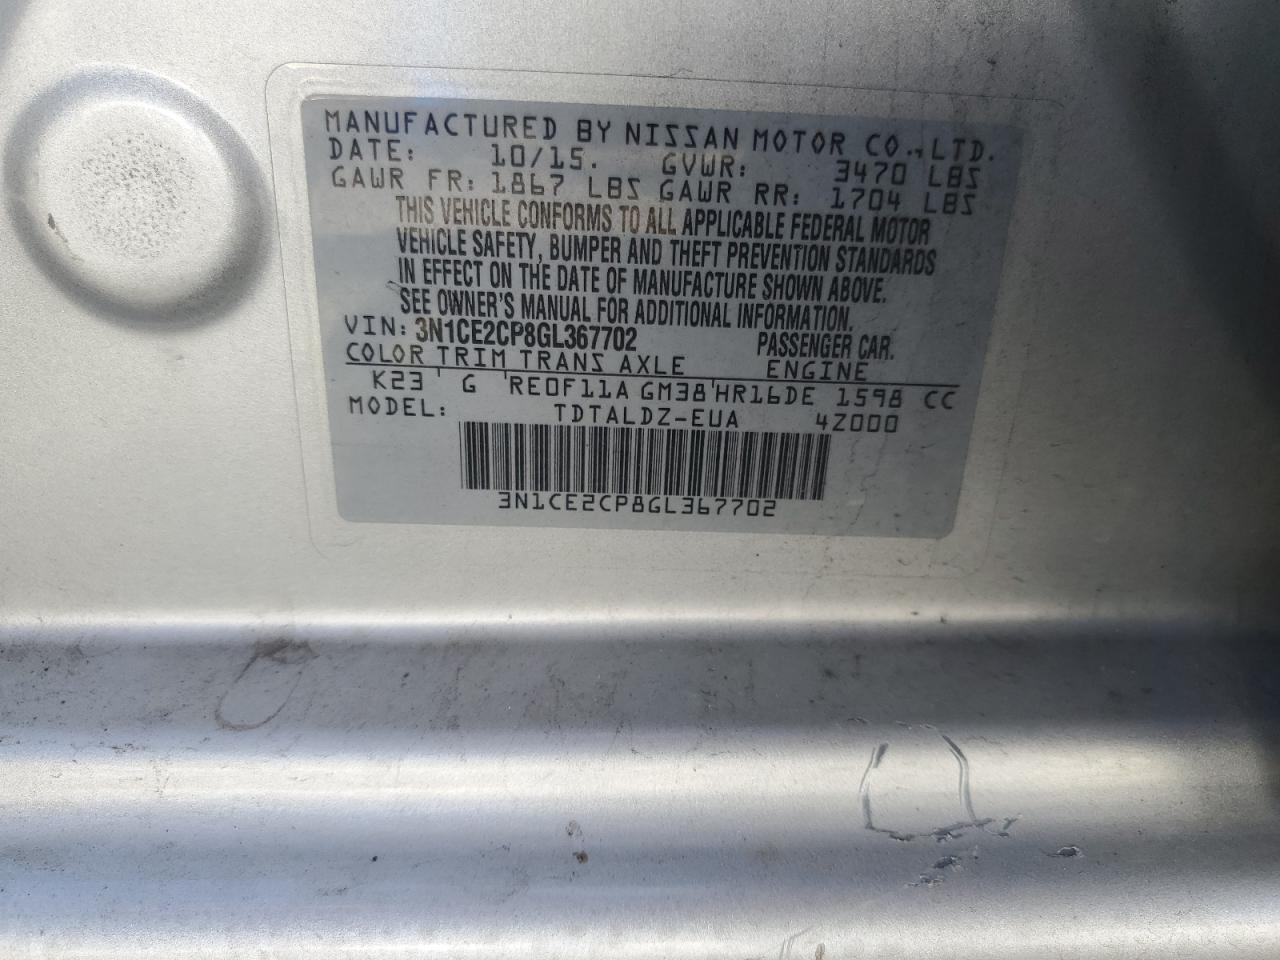 MANUFACTURED BY NISSAN MOTOR CO.,LTD.
DATE: 10/15. GVWR: 3470 LBS
GAWR FR: 1867 LBS GAWR RR: 1704 LBS
THIS VEHICLE CONFORMS TO ALL APPLICABLE FEDERAL MOTOR
VEHICLE SAFETY, BUMPER AND THEFT PREVENTION STANDARDS
IN EFFECT ON THE DATE OF MANUFACTURE SHOWN ABOVE.
SEE OWNER'S MANUAL FOR ADDITIONAL INFORMATION.
VIN: 3N1CE2CP8GL367702 PASSENGER CAR.
COLOR TRIM TRANS AXLE ENGINE
K23 ' G 'RE0F11A GM38'HR16DE 1598 CC
MODEL: TDTALDZ-EUA 4Z000
3N1CE2CP8GL367702